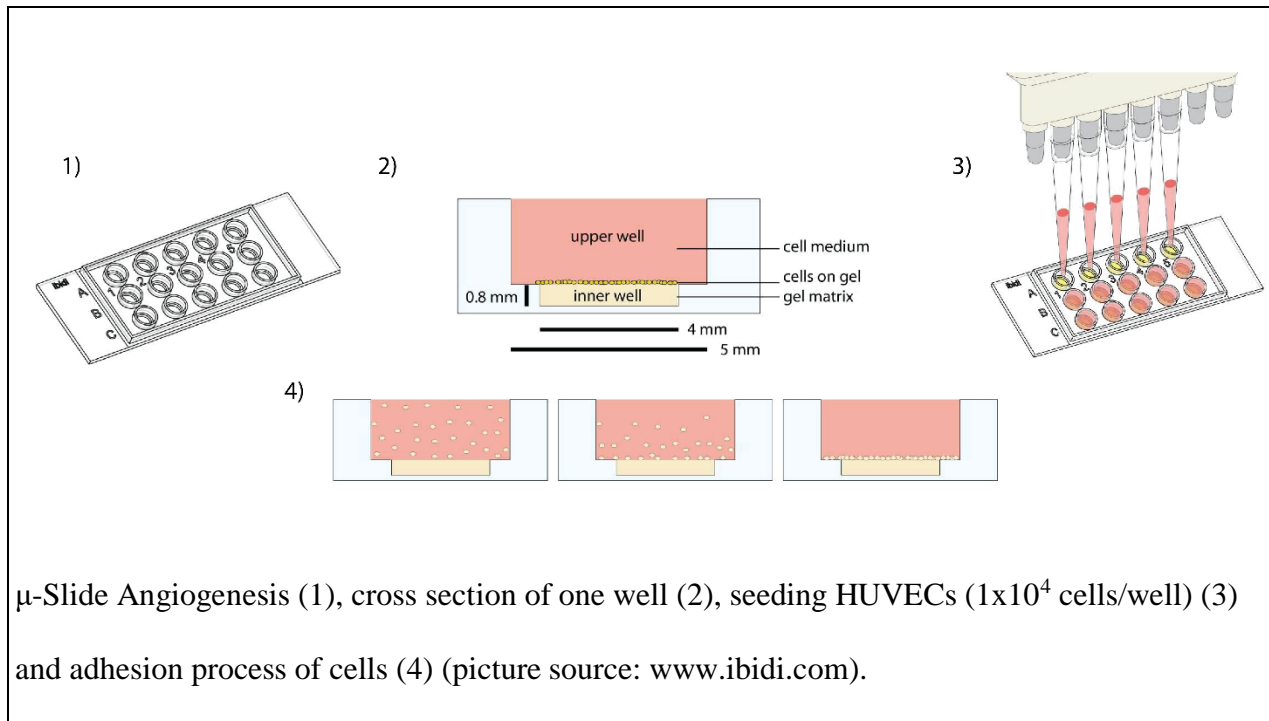 1)
ibidi
A
B
C
1
2
3
4
5
2)
upper well
cell medium
cells on gel
inner well
gel matrix
0.8 mm
4 mm
5 mm
3)
ibidi
A
B
C
1
2
3
4
5
4)
μ-Slide Angiogenesis (1), cross section of one well (2), seeding HUVECs (1x10⁴ cells/well) (3)
and adhesion process of cells (4) (picture source: www.ibidi.com).